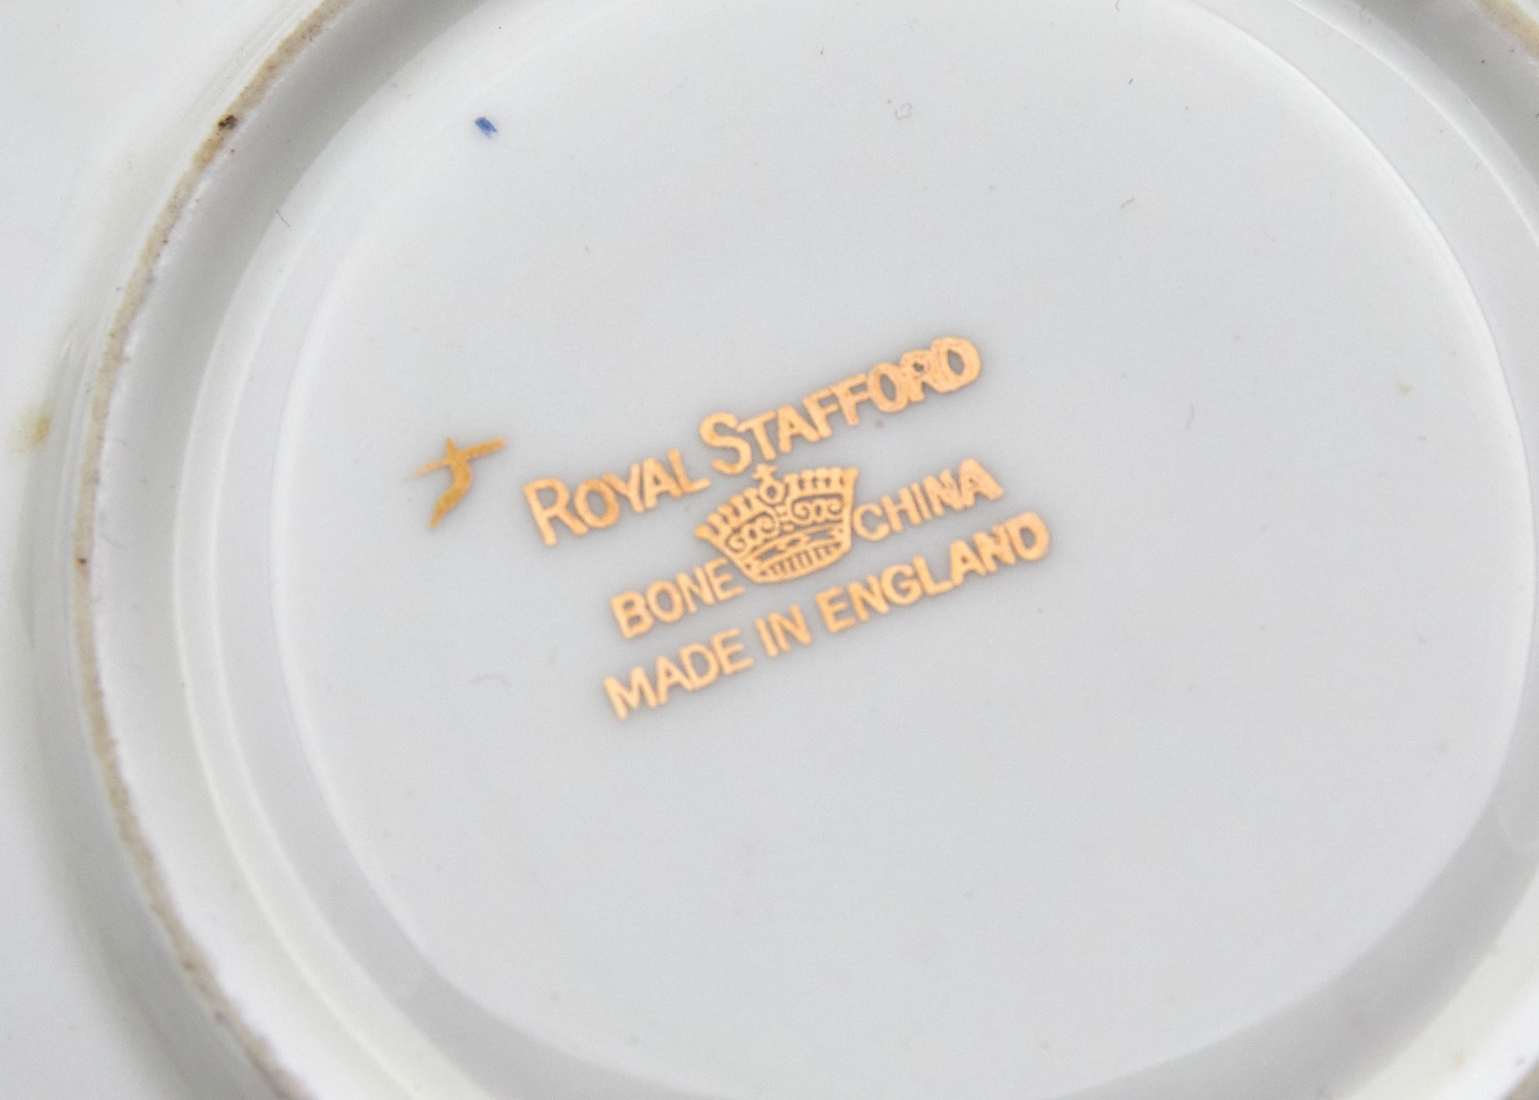 ROYAL STAFFORD
BONE CHINA
MADE IN ENGLAND